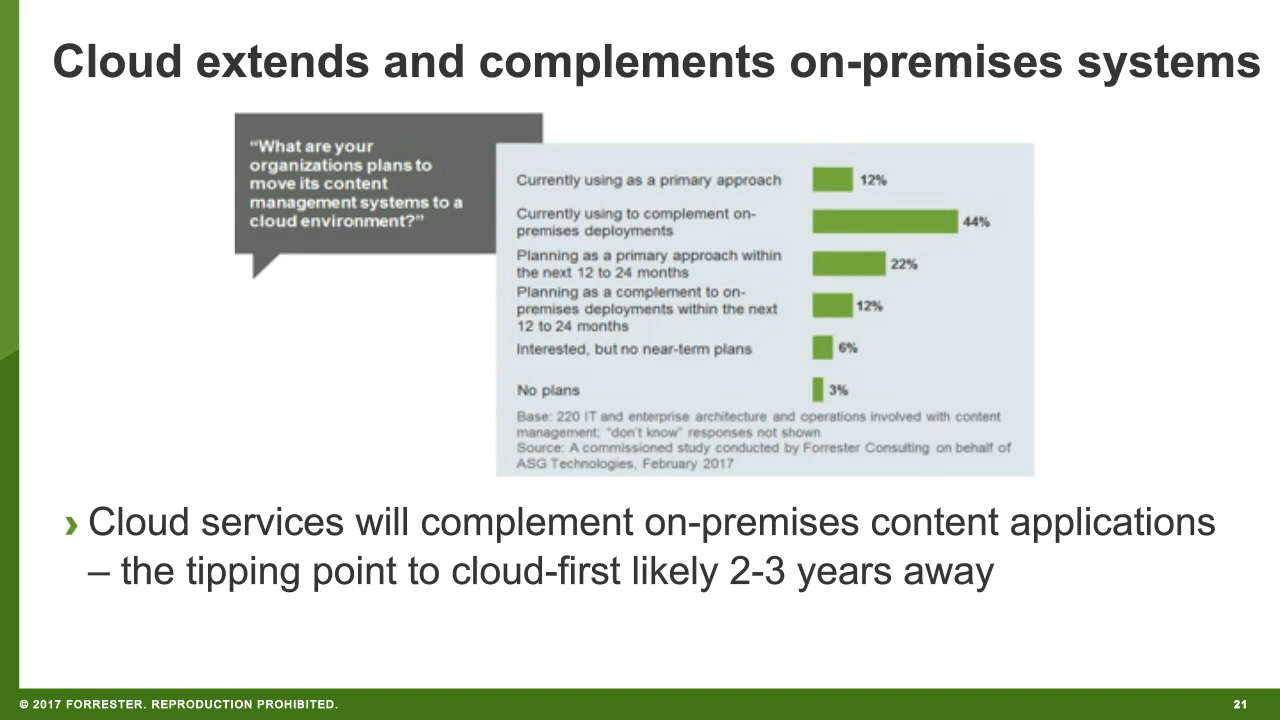 Cloud extends and complements on-premises systems
“What are your
organizations plans to
move its content
management systems to a
cloud environment?”
Currently using as a primary approach 12%
Currently using to complement on-
premises deployments 44%
Planning as a primary approach within
the next 12 to 24 months 22%
Planning as a complement to on-
premises deployments within the next 12%
12 to 24 months
Interested, but no near-term plans 6%
No plans 3%
Base: 220 IT and enterprise architecture and operations involved with content
management; “don’t know” responses not shown
Source: A commissioned study conducted by Forrester Consulting on behalf of
ASG Technologies, February 2017
› Cloud services will complement on-premises content applications
– the tipping point to cloud-first likely 2-3 years away
© 2017 FORRESTER. REPRODUCTION PROHIBITED. 21